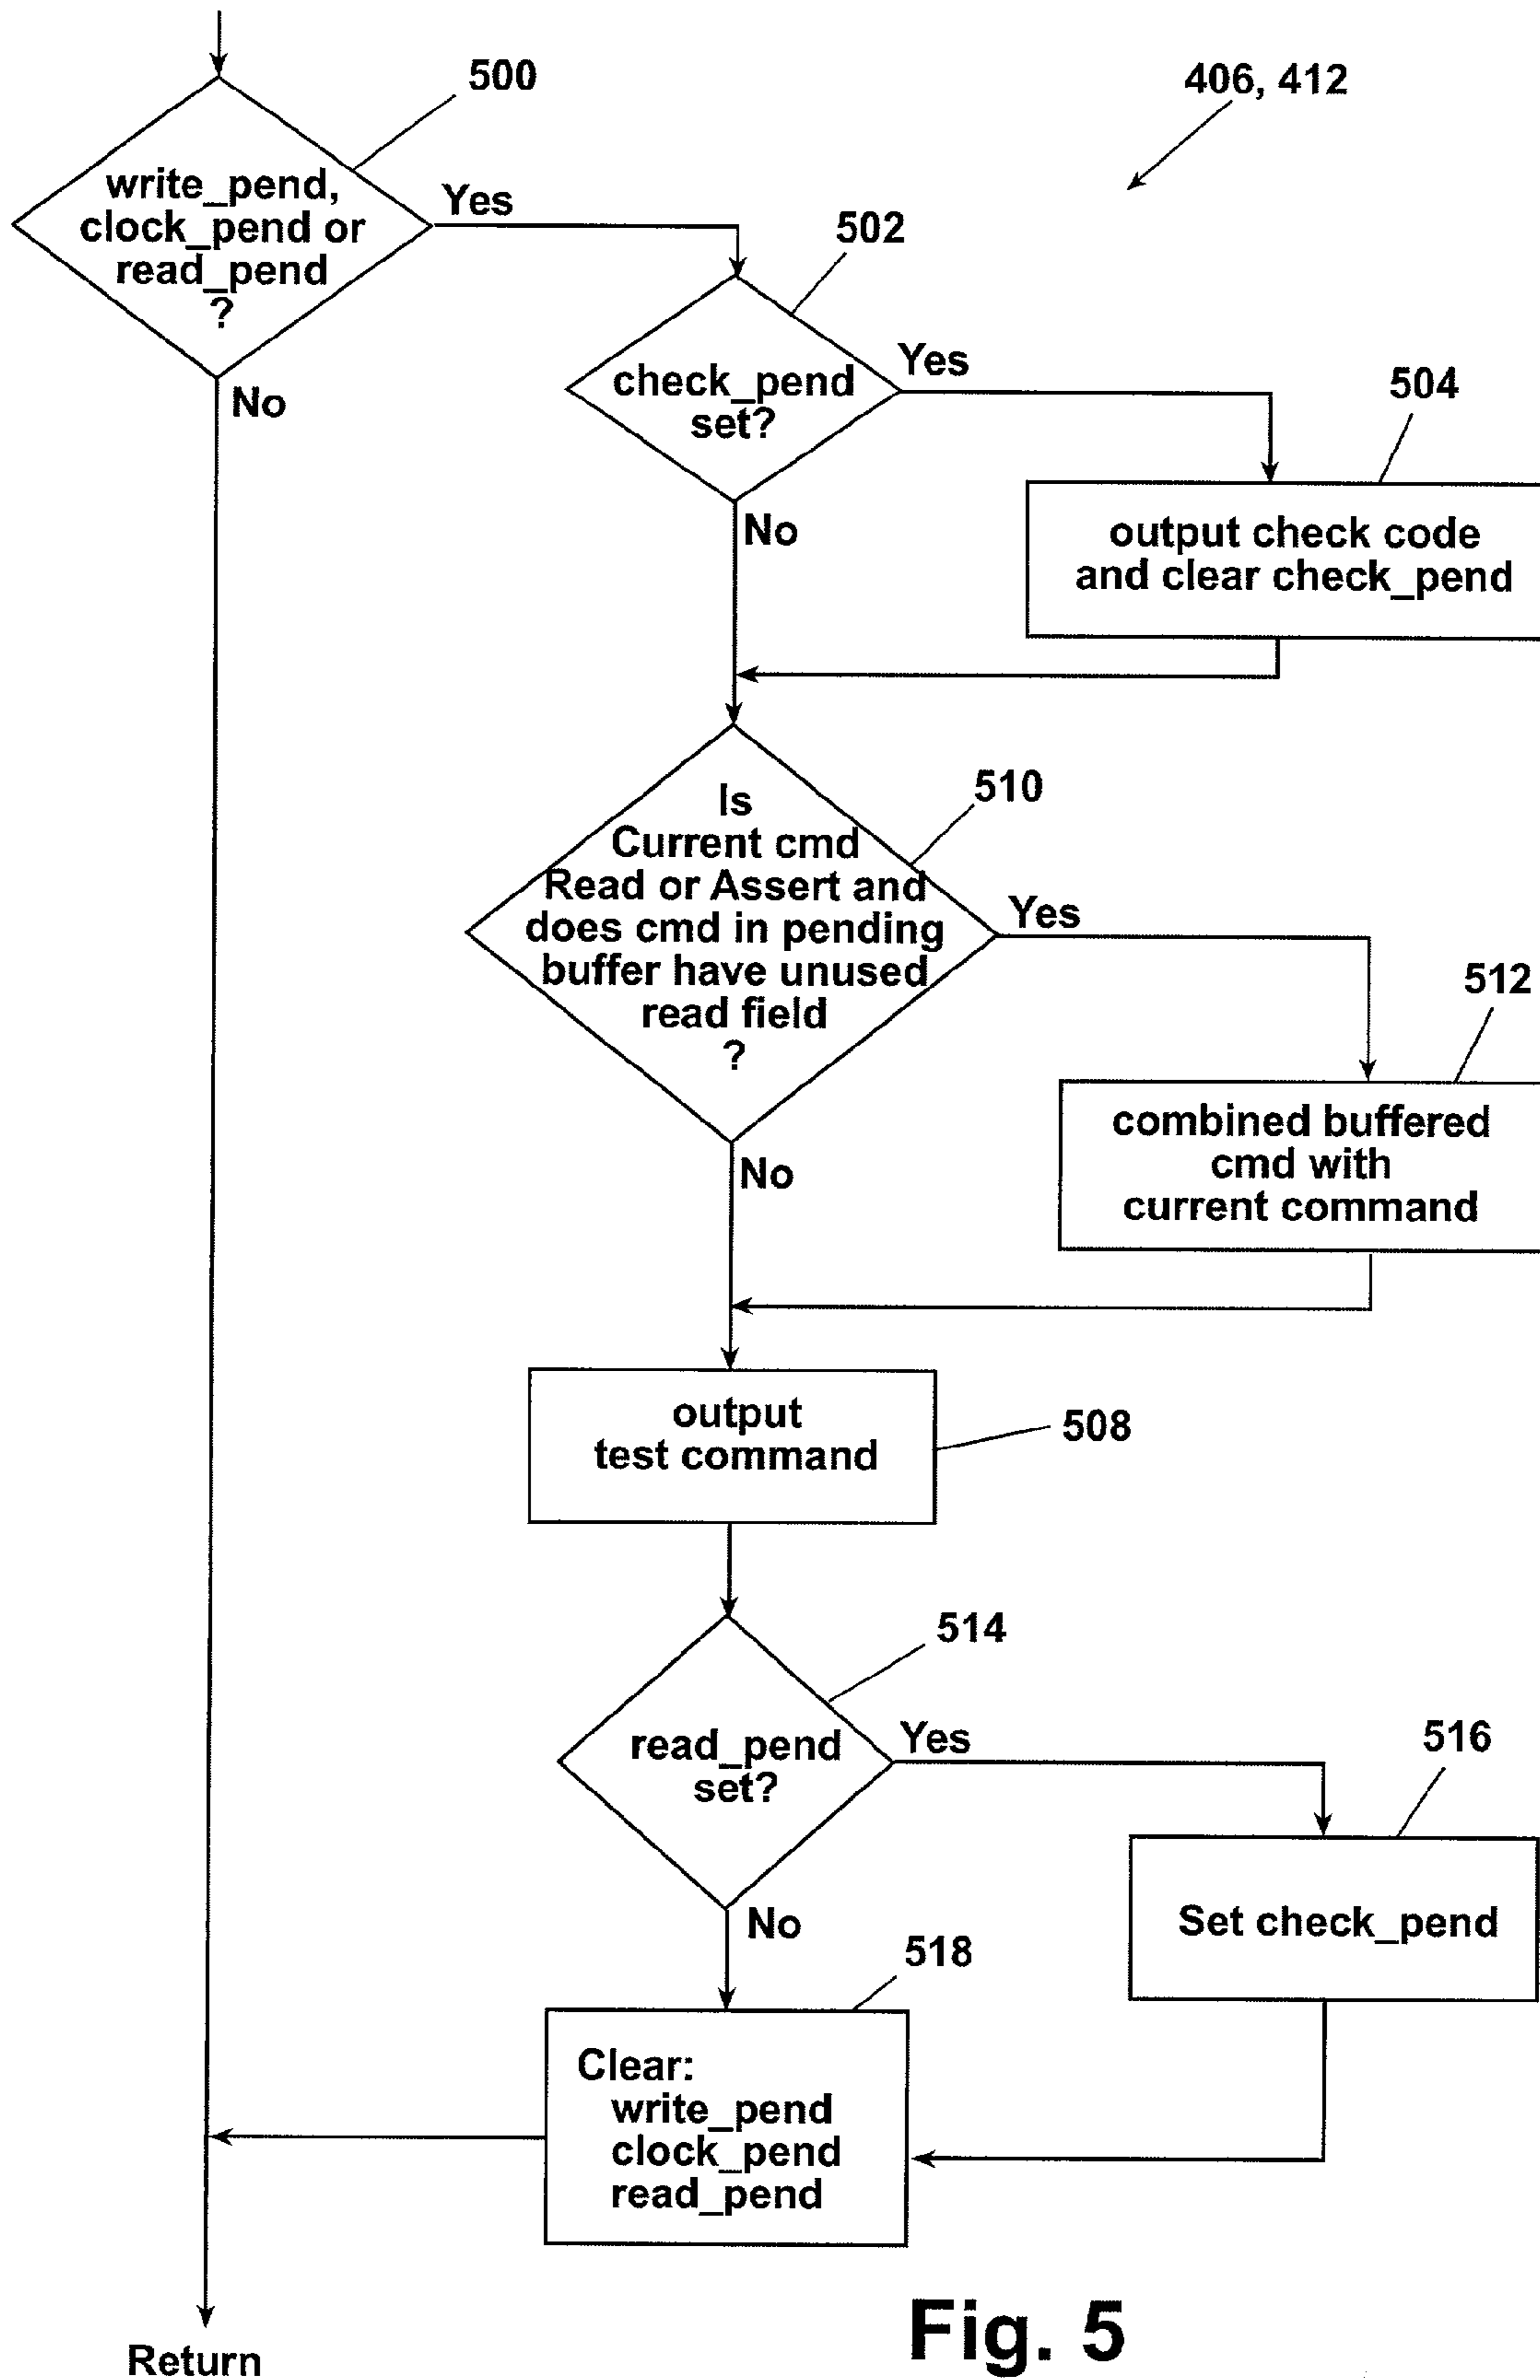 500
406, 412
write_pend,
clock_pend or
read_pend
?
Yes
No
502
check_pend
set?
Yes
No
504
output check code
and clear check_pend
510
Is
Current cmd
Read or Assert and
does cmd in pending
buffer have unused
read field
?
Yes
No
512
combined buffered
cmd with
current command
output
test command
508
514
read_pend
set?
Yes
No
516
Set check_pend
518
Clear:
write_pend
clock_pend
read_pend
Return
Fig. 5